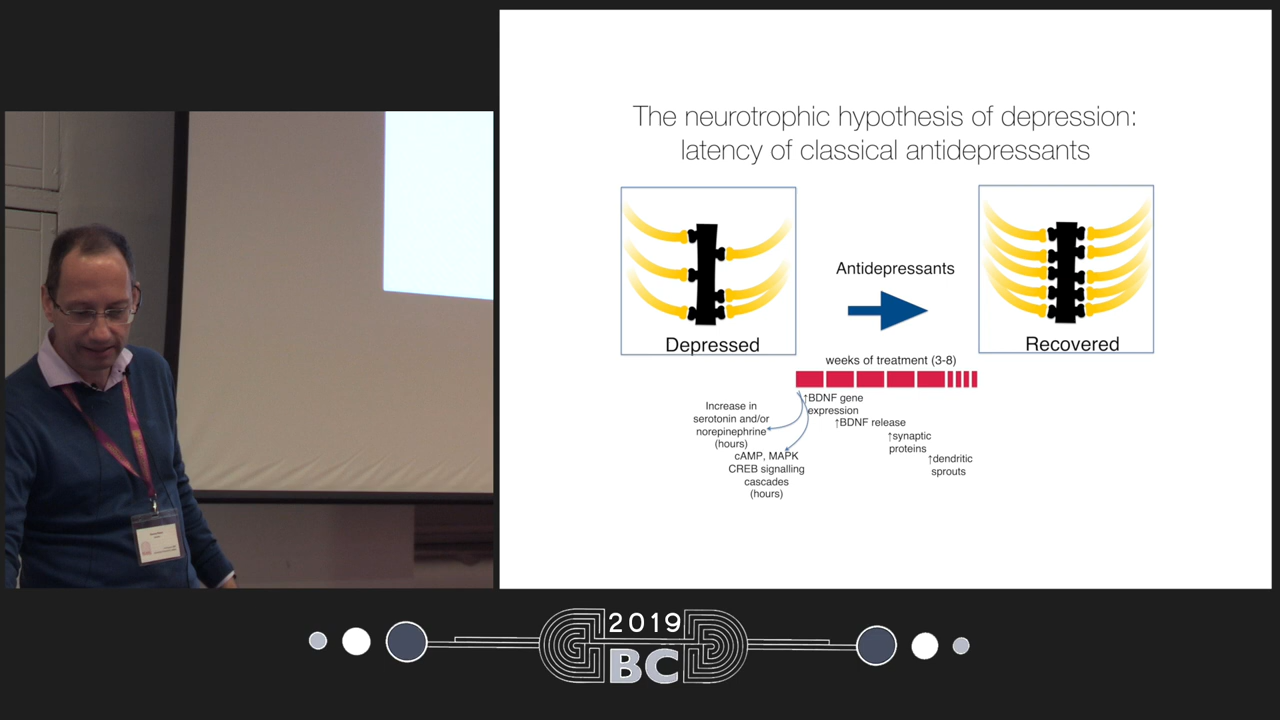 The neurotrophic hypothesis of depression:
latency of classical antidepressants
Antidepressants
Depressed
Recovered
weeks of treatment (3-8)
↑BDNF gene
expression
Increase in
serotonin and/or
norepinephrine
(hours)
↑BDNF release
↑synaptic
proteins
cAMP, MAPK
CREB signalling
cascades
(hours)
↑dendritic
sprouts
2019
BC